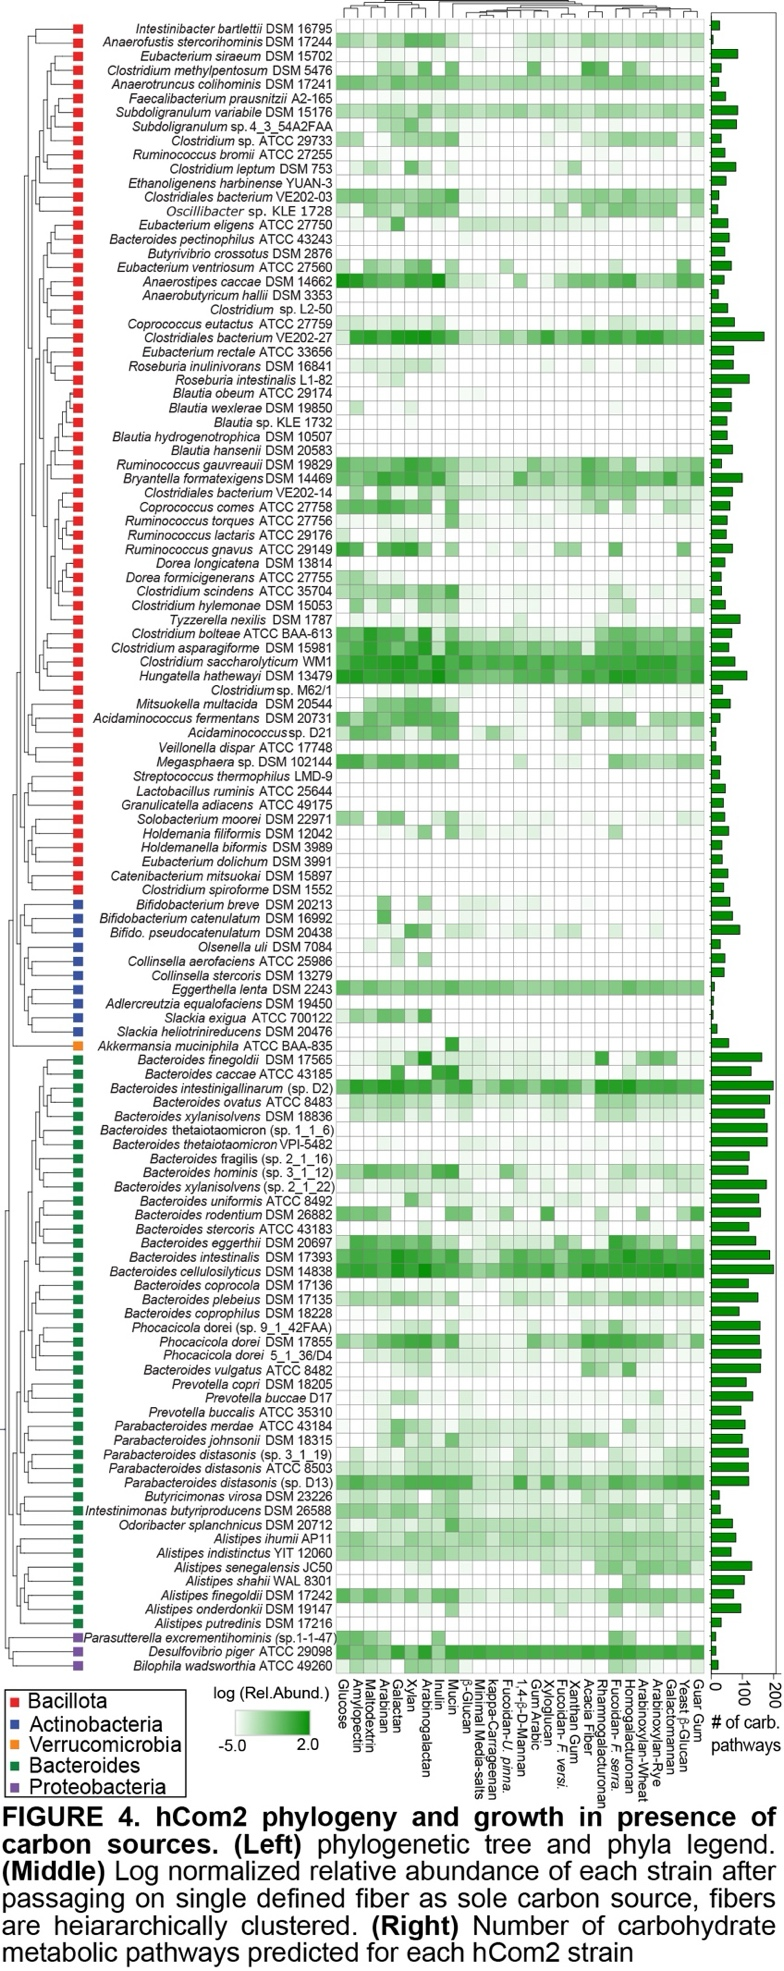 Intestinibacter bartlettii DSM 16795
Anaerofustis stercorihominis DSM 17244
Eubacterium siraeum DSM 15702
Clostridium methylpentosum DSM 5476
Anaerotruncus colihominis DSM 17241
Faecalibacterium prausnitzii A2-165
Subdoligranulum variabile DSM 15176
Subdoligranulum sp. 4_3_54A2FAA
Clostridium sp. ATCC 29733
Ruminococcus bromii ATCC 27255
Clostridium leptum DSM 753
Ethanoligenens harbinense YUAN-3
Clostridiales bacterium VE202-03
Oscillibacter sp. KLE 1728
Eubacterium eligens ATCC 27750
Bacteroides pectinophilus ATCC 43243
Butyrivibrio crossotus DSM 2876
Eubacterium ventriosum ATCC 27560
Anaerostipes caccae DSM 14662
Anaerobutyricum hallii DSM 3353
Clostridium sp. L2-50
Coprococcus eutactus ATCC 27759
Clostridiales bacterium VE202-27
Eubacterium rectale ATCC 33656
Roseburia inulinivorans DSM 16841
Roseburia intestinalis L1-82
Blautia obeum ATCC 29174
Blautia wexlerae DSM 19850
Blautia sp. KLE 1732
Blautia hydrogenotrophica DSM 10507
Blautia hansenii DSM 20583
Ruminococcus gauvreauii DSM 19829
Bryantella formatexigens DSM 14469
Clostridiales bacterium VE202-14
Coprococcus comes ATCC 27758
Ruminococcus torques ATCC 27756
Ruminococcus lactaris ATCC 29176
Ruminococcus gnavus ATCC 29149
Dorea longicatena DSM 13814
Dorea formicigenerans ATCC 27755
Clostridium scindens ATCC 35704
Clostridium hylemonae DSM 15053
Tyzzerella nexilis DSM 1787
Clostridium bolteae ATCC BAA-613
Clostridium asparagiforme DSM 15981
Clostridium saccharolyticum WM1
Hungatella hathewayi DSM 13479
Clostridium sp. M62/1
Mitsuokella multacida DSM 20544
Acidaminococcus fermentans DSM 20731
Acidaminococcus sp. D21
Veillonella dispar ATCC 17748
Megasphaera sp. DSM 102144
Streptococcus thermophilus LMD-9
Lactobacillus ruminis ATCC 25644
Granulicatella adiacens ATCC 49175
Solobacterium moorei DSM 22971
Holdemania filiformis DSM 12042
Holdemanella biformis DSM 3989
Eubacterium dolichum DSM 3991
Catenibacterium mitsuokai DSM 15897
Clostridium spiroforme DSM 1552
Bifidobacterium breve DSM 20213
Bifidobacterium catenulatum DSM 16992
Bifido. pseudocatenulatum DSM 20438
Olsenella uli DSM 7084
Collinsella aerofaciens ATCC 25986
Collinsella stercoris DSM 13279
Eggerthella lenta DSM 2243
Adlercreutzia equalofaciens DSM 19450
Slackia exigua ATCC 700122
Slackia heliotrinireducens DSM 20476
Akkermansia muciniphila ATCC BAA-835
Bacteroides finegoldii DSM 17565
Bacteroides caccae ATCC 43185
Bacteroides intestinigallinarum (sp. D2)
Bacteroides ovatus ATCC 8483
Bacteroides xylanisolvens DSM 18836
Bacteroides thetaiotaomicron (sp. 1_1_6)
Bacteroides thetaiotaomicron VPI-5482
Bacteroides fragilis (sp. 2_1_16)
Bacteroides hominis (sp. 3_1_12)
Bacteroides xylanisolvens (sp. 2_1_22)
Bacteroides uniformis ATCC 8492
Bacteroides rodentium DSM 26882
Bacteroides stercoris ATCC 43183
Bacteroides eggerthii DSM 20697
Bacteroides intestinalis DSM 17393
Bacteroides cellulosilyticus DSM 14838
Bacteroides coprocola DSM 17136
Bacteroides plebeius DSM 17135
Bacteroides coprophilus DSM 18228
Phocacicola dorei (sp. 9_1_42FAA)
Phocacicola dorei DSM 17855
Phocacicola dorei 5_1_36/D4
Bacteroides vulgatus ATCC 8482
Prevotella copri DSM 18205
Prevotella buccae D17
Prevotella buccalis ATCC 35310
Parabacteroides merdae ATCC 43184
Parabacteroides johnsonii DSM 18315
Parabacteroides distasonis (sp. 3_1_19)
Parabacteroides distasonis ATCC 8503
Parabacteroides distasonis (sp. D13)
Butyricimonas virosa DSM 23226
Intestinimonas butyriproducens DSM 26588
Odoribacter splanchnicus DSM 20712
Alistipes ihumii AP11
Alistipes indistinctus YIT 12060
Alistipes senegalensis JC50
Alistipes shahii WAL 8301
Alistipes finegoldii DSM 17242
Alistipes onderdonkii DSM 19147
Alistipes putredinis DSM 17216
Parasutterella excrementihominis (sp.1-1-47)
Desulfovibrio piger ATCC 29098
Bilophila wadsworthia ATCC 49260
Glucose
Amylopectin
Maltodextrin
Arabinan
Galactan
Xylan
Arabinogalactan
Inulin
Mucin
β-Glucan
Minimal Media-salts
kappa-Carrageenan
Fucoidan-U. pinna.
1,4-β-D-Mannan
Gum Arabic
Xyloglucan
Fucoidan- F. versi.
Xanthan Gum
Acacia Fiber
Rhamnogalacturonan
Fucoidan- F. serra.
Homogalacturonan
Arabinoxylan-Wheat
Arabinoxylan-Rye
Galactomannan
Yeast β-Glucan
Guar Gum
0
100
200
# of carb.
pathways
Bacillota
Actinobacteria
Verrucomicrobia
Bacteroides
Proteobacteria
log (Rel.Abund.)
-5.0 2.0
FIGURE 4. hCom2 phylogeny and growth in presence of
carbon sources. (Left) phylogenetic tree and phyla legend.
(Middle) Log normalized relative abundance of each strain after
passaging on single defined fiber as sole carbon source, fibers
are heiararchically clustered. (Right) Number of carbohydrate
metabolic pathways predicted for each hCom2 strain